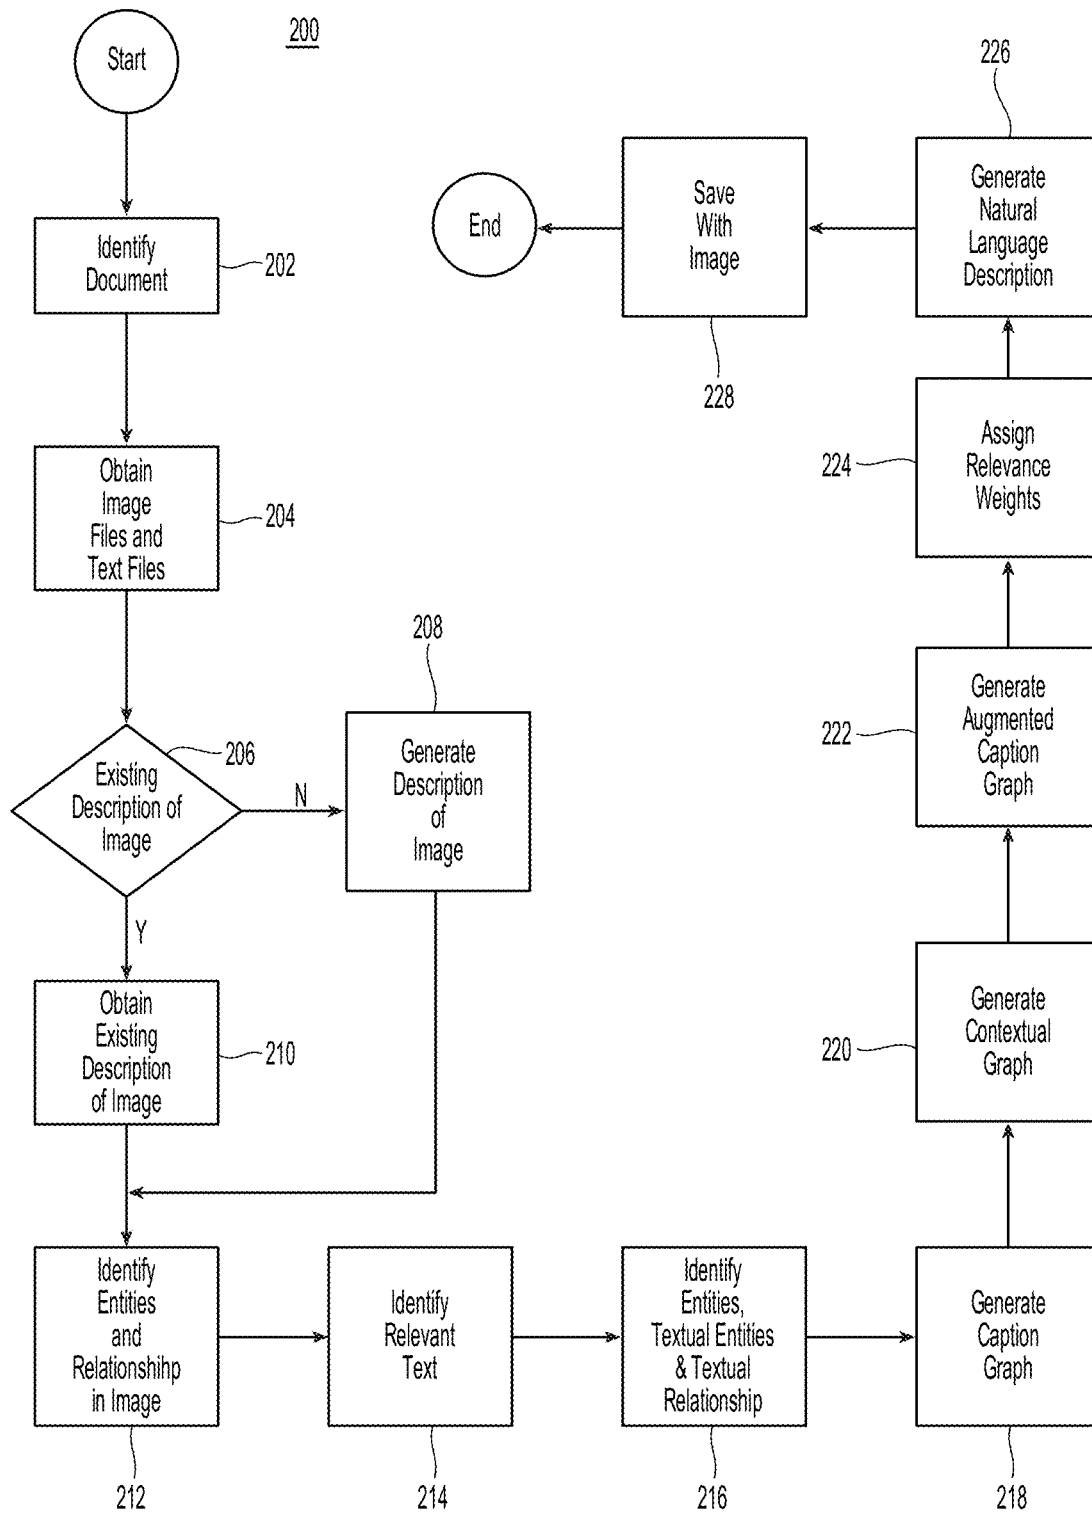 200
Start
Identify
Document
202
Obtain
Image
Files and
Text Files
204
Existing
Description of
Image
206
N
Y
208
Generate
Description
of
Image
Obtain
Existing
Description
of Image
210
Identify
Entities
and
Relationshihp
in Image
212
Identify
Relevant
Text
214
Identify
Entities,
Textual Entities
& Textual
Relationship
216
Generate
Caption
Graph
218
Generate
Contextual
Graph
220
Generate
Augmented
Caption
Graph
222
Assign
Relevance
Weights
224
226
Generate
Natural
Language
Description
Save
With
Image
228
End